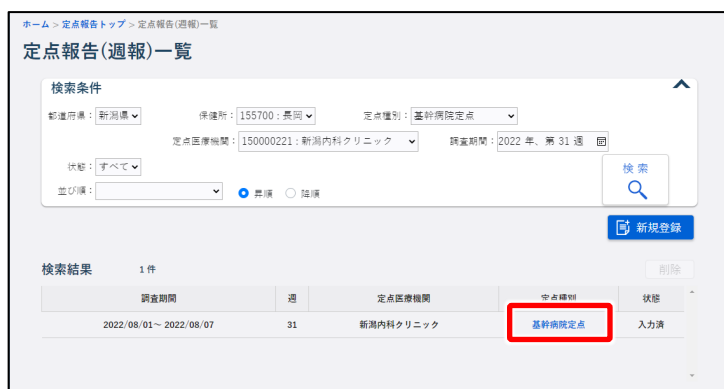 ホーム > 定点報告トップ > 定点報告(週報)一覧
定点報告(週報)一覧
検索条件
都道府県： 新潟県 保健所： 155700：長岡 定点種別： 基幹病院定点
定点医療機関： 150000221：新潟内科クリニック 調査期間： 2022 年、第 31 週
状態： すべて
検索
並び順： 昇順 降順
新規登録
検索結果 1 件 削除
調査期間 週 定点医療機関 定点種別 状態
2022/08/01～ 2022/08/07 31 新潟内科クリニック 基幹病院定点 入力済